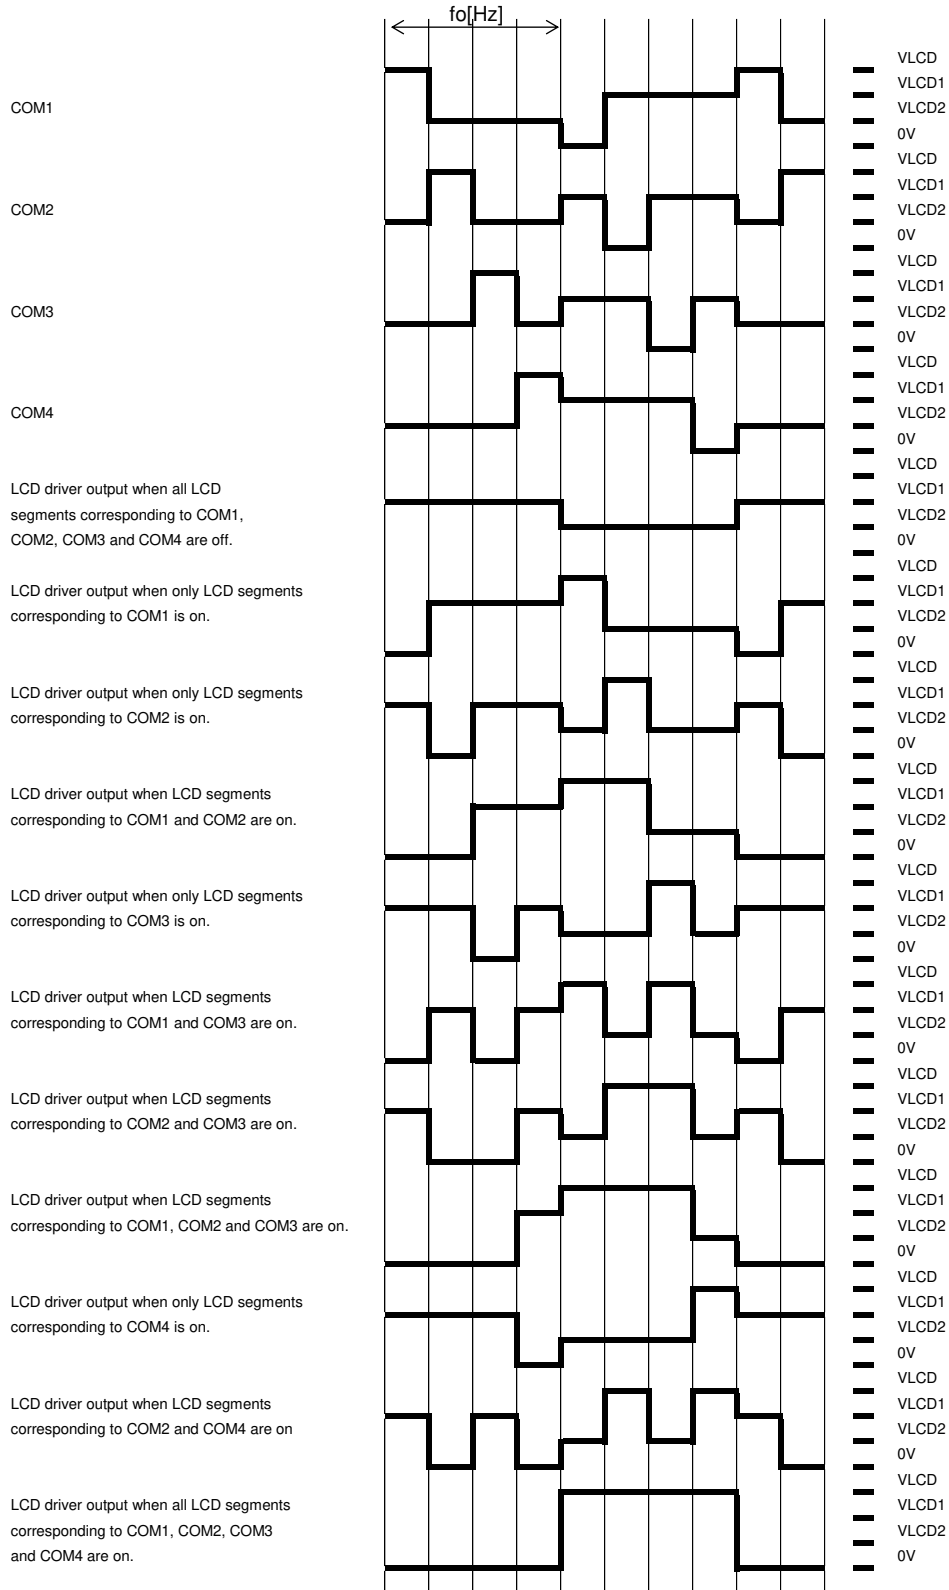 fo[Hz]
VLCD
VLCD1
COM1
VLCD2
0V
VLCD
VLCD1
COM2
VLCD2
0V
VLCD
VLCD1
COM3
VLCD2
0V
VLCD
VLCD1
COM4
VLCD2
0V
VLCD
LCD driver output when all LCD
VLCD1
segments corresponding to COM1,
VLCD2
COM2, COM3 and COM4 are off.
0V
VLCD
LCD driver output when only LCD segments
VLCD1
corresponding to COM1 is on.
VLCD2
0V
VLCD
LCD driver output when only LCD segments
VLCD1
corresponding to COM2 is on.
VLCD2
0V
VLCD
LCD driver output when LCD segments
VLCD1
corresponding to COM1 and COM2 are on.
VLCD2
0V
VLCD
LCD driver output when only LCD segments
VLCD1
corresponding to COM3 is on.
VLCD2
0V
VLCD
LCD driver output when LCD segments
VLCD1
corresponding to COM1 and COM3 are on.
VLCD2
0V
VLCD
LCD driver output when LCD segments
VLCD1
corresponding to COM2 and COM3 are on.
VLCD2
0V
VLCD
LCD driver output when LCD segments
VLCD1
corresponding to COM1, COM2 and COM3 are on.
VLCD2
0V
VLCD
LCD driver output when only LCD segments
VLCD1
corresponding to COM4 is on.
VLCD2
0V
VLCD
LCD driver output when LCD segments
VLCD1
corresponding to COM2 and COM4 are on
VLCD2
0V
VLCD
LCD driver output when all LCD segments
VLCD1
corresponding to COM1, COM2, COM3
VLCD2
and COM4 are on.
0V